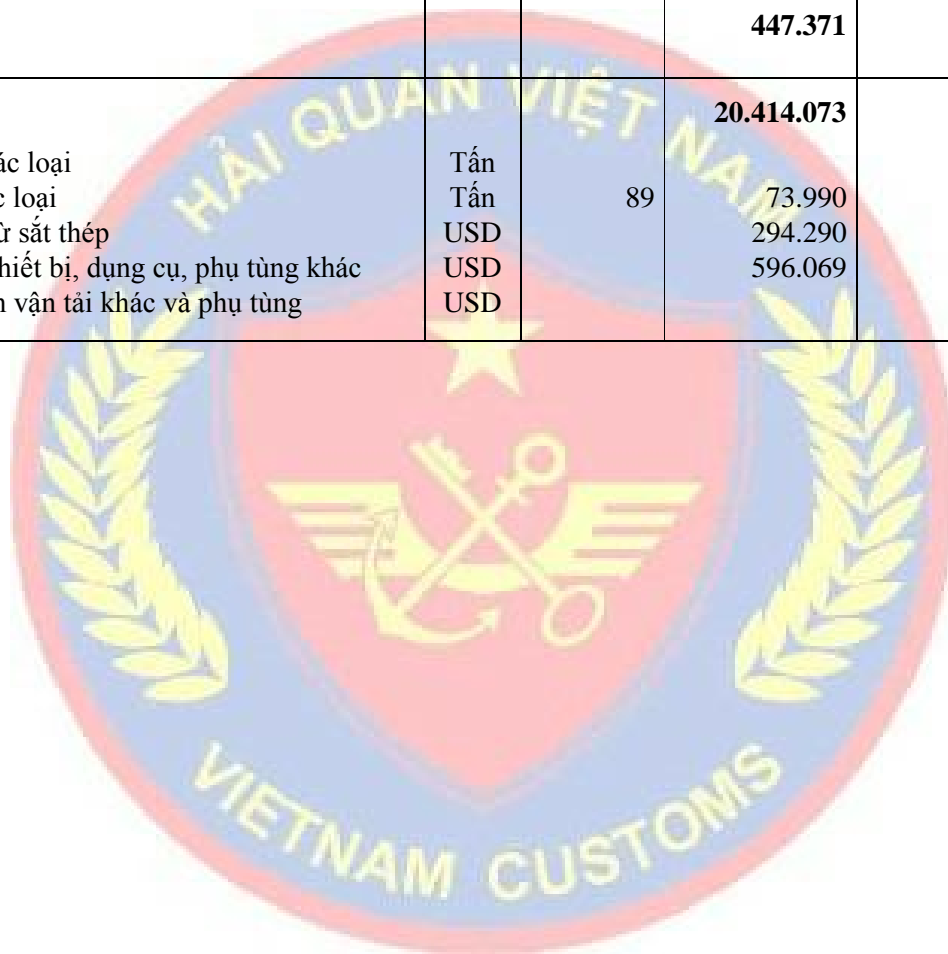 447.371
20.414.073
ác loại Tấn
c loại Tấn 89 73.990
ừ sắt thép USD 294.290
hiết bị, dụng cụ, phụ tùng khác USD 596.069
n vận tải khác và phụ tùng USD
HẢI QUAN VIỆT NAM
VIETNAM CUSTOMS